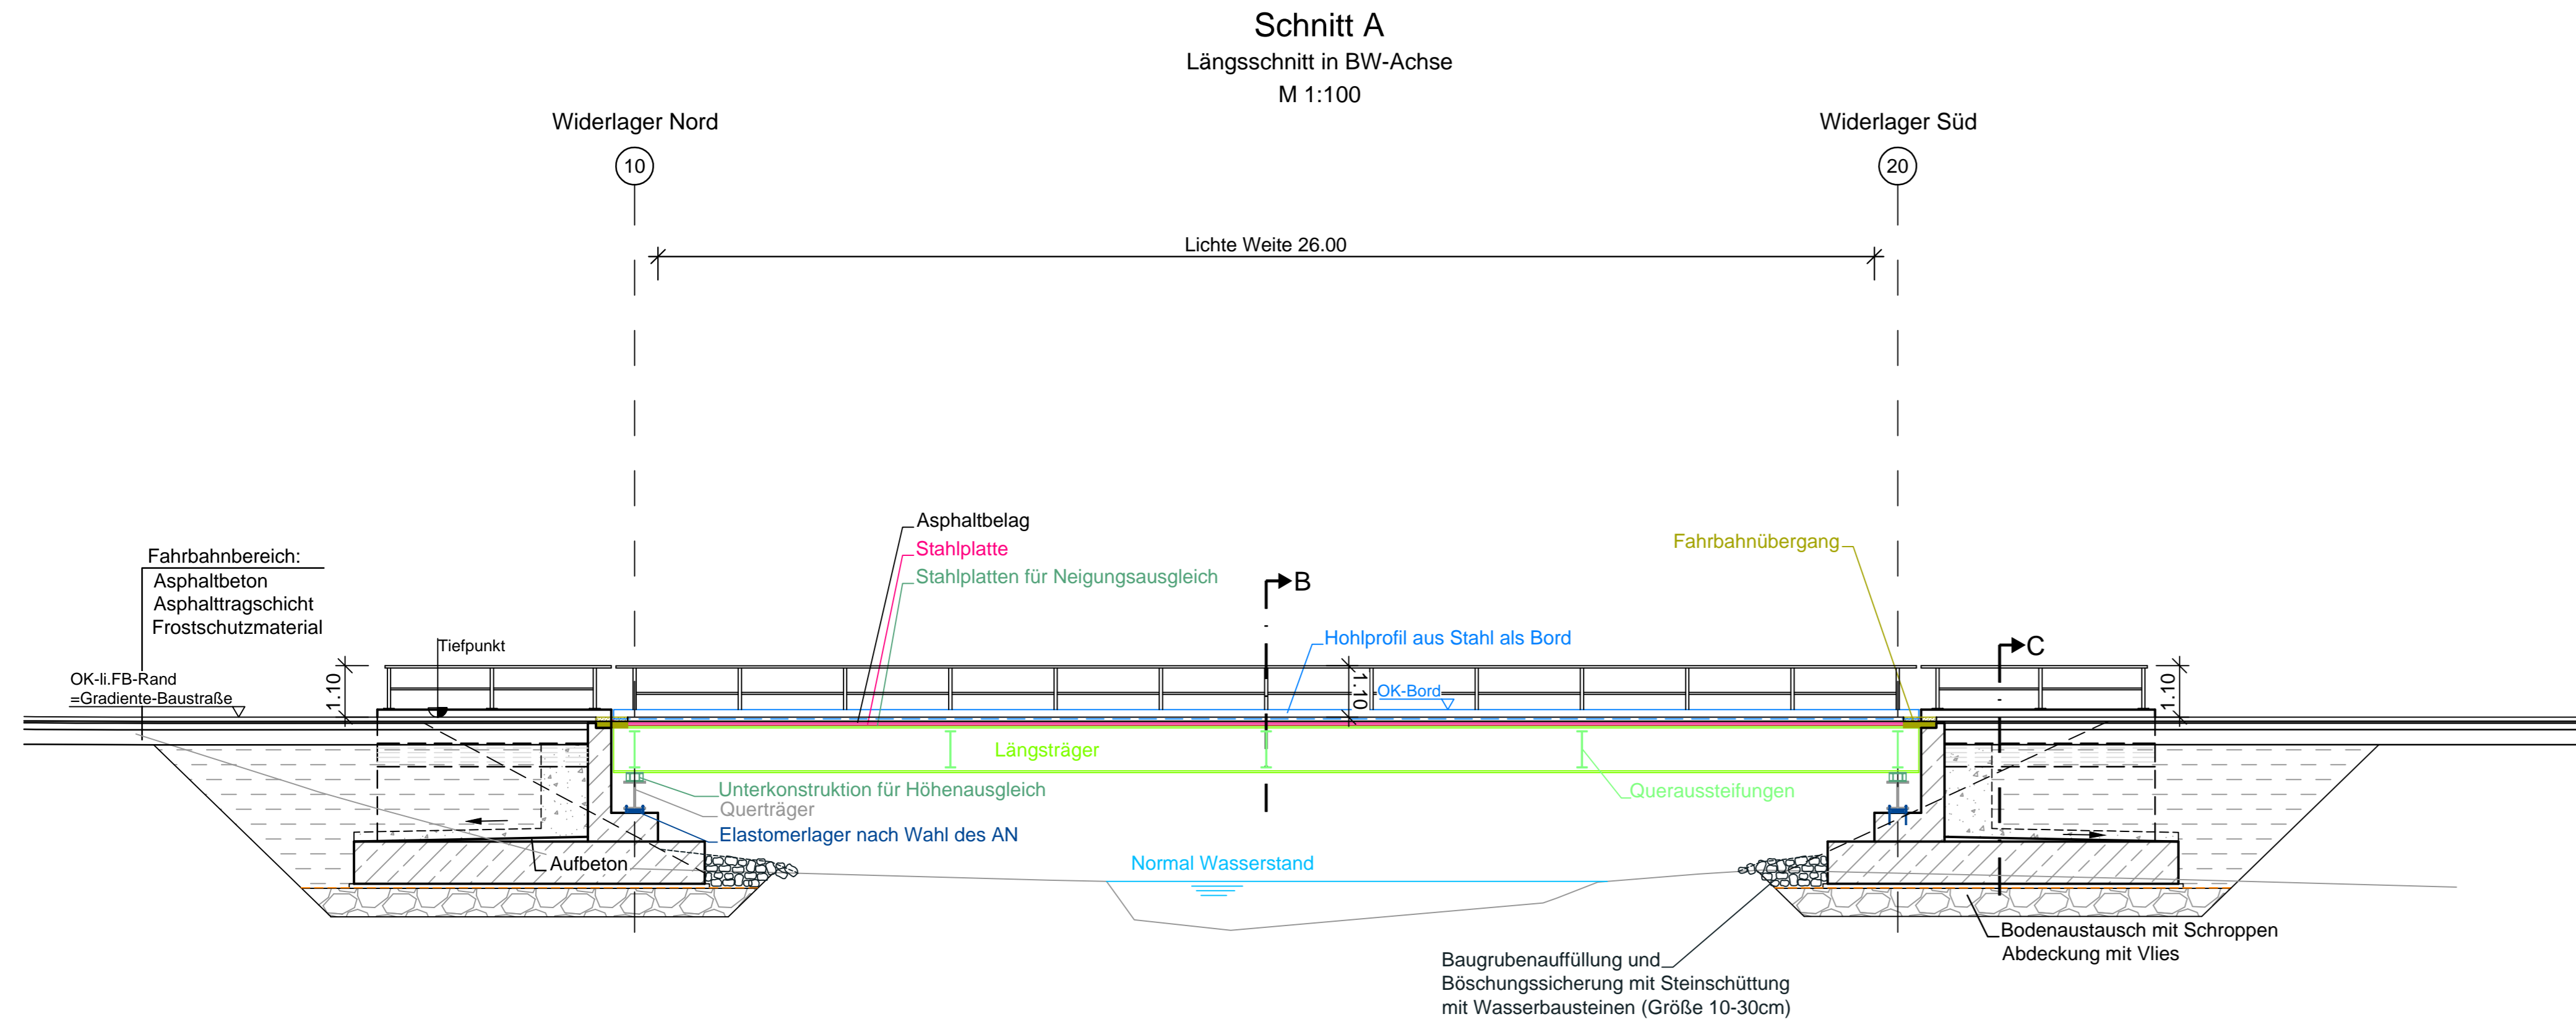 Schnitt A
Längsschnitt in BW-Achse
M 1:100
Widerlager Nord
Widerlager Süd
10
20
Lichte Weite 26.00
Asphaltbelag
Stahlplatte
Stahlplatten für Neigungsausgleich
Fahrbahnübergang
Fahrbahnbereich:
Asphaltbeton
Asphalttragschicht
Frostschutzmaterial
B
Hohlprofil aus Stahl als Bord
C
Tiefpunkt
OK-li.FB-Rand
=Gradiente-Baustraße
1.10
1.10
OK-Bord
1.10
Längsträger
Unterkonstruktion für Höhenausgleich
Querträger
Elastomerlager nach Wahl des AN
Queraussteifungen
Aufbeton
Normal Wasserstand
Bodenaustausch mit Schroppen
Abdeckung mit Vlies
Baugrubenauffüllung und
Böschungssicherung mit Steinschüttung
mit Wasserbausteinen (Größe 10-30cm)